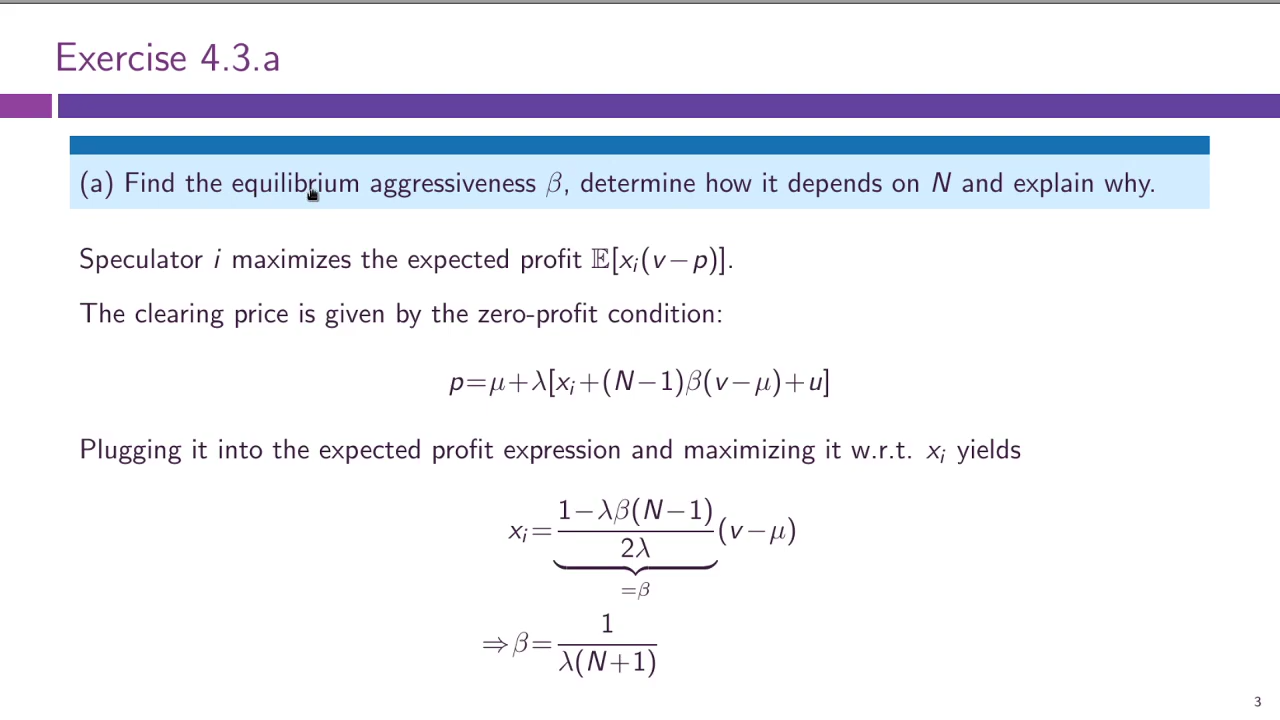 Exercise 4.3.a
(a) Find the equilibrium aggressiveness β, determine how it depends on N and explain why.
Speculator i maximizes the expected profit 𝔼[xᵢ(v−p)].
The clearing price is given by the zero-profit condition:
p=μ+λ[xᵢ+(N−1)β(v−μ)+u]
Plugging it into the expected profit expression and maximizing it w.r.t. xᵢ yields
1−λβ(N−1)
xᵢ= (v−μ)
2λ
=β
1
⇒β=
λ(N+1)
3